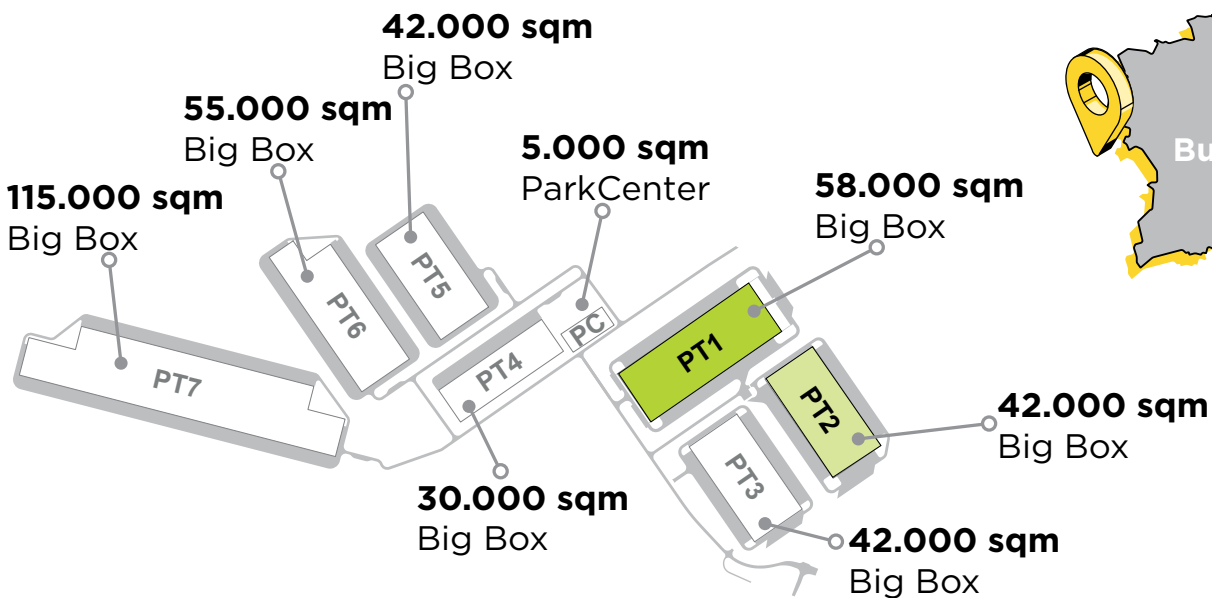 42.000 sqm
Big Box
55.000 sqm
Big Box
5.000 sqm
ParkCenter
115.000 sqm
Big Box
58.000 sqm
Big Box
Bu
PT5
PT6
PC
PT1
PT4
PT7
PT2
42.000 sqm
Big Box
PT3
30.000 sqm
Big Box
42.000 sqm
Big Box